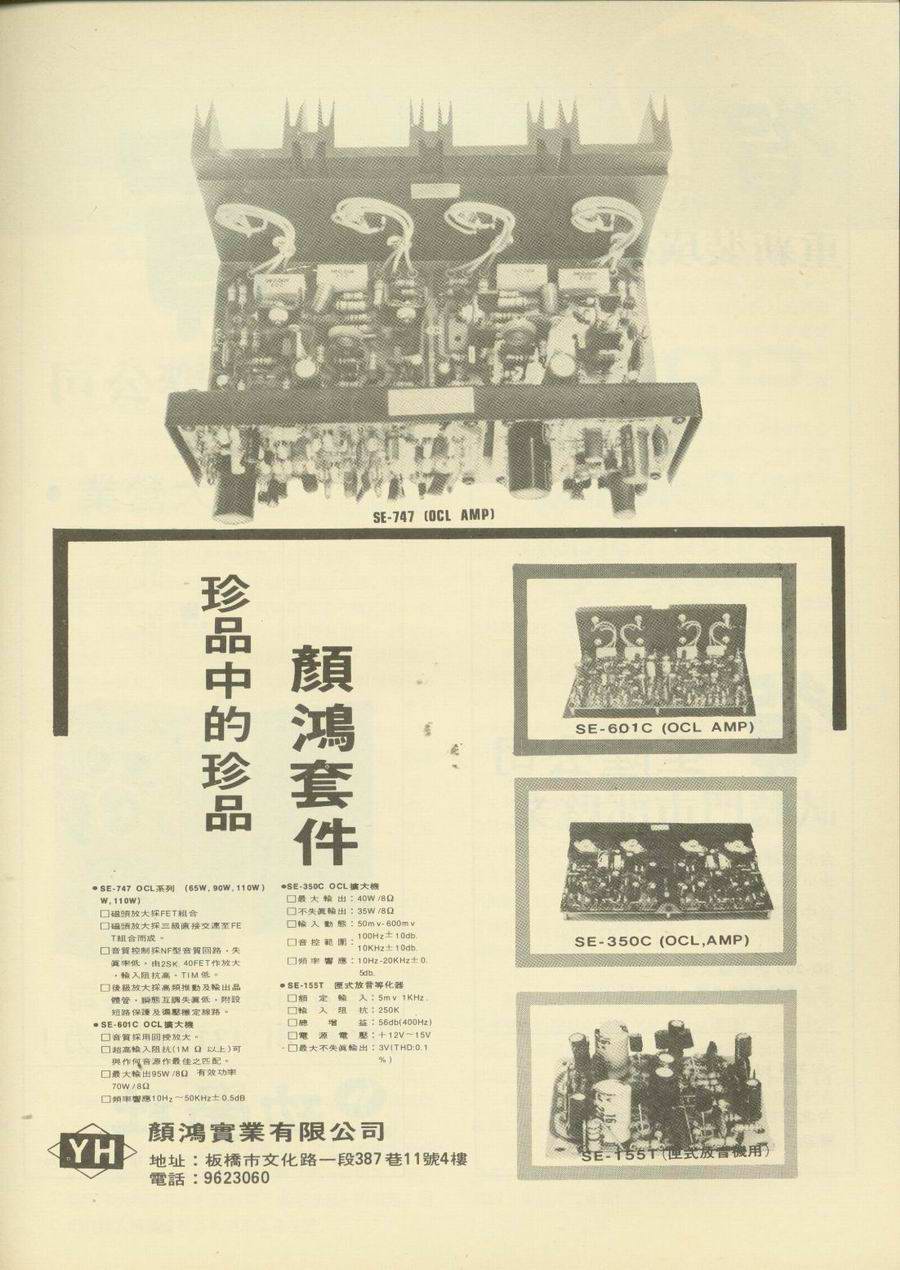 SE-747 (OCL AMP)
顏鴻套件
珍品中的珍品
SE-601C (OCL AMP)
SE-350C (OCL,AMP)
SE-155T(匣式放音機用)
●SE-747 OCL系列 (65W, 90W, 110W)
W, 110W)
□磁頭放大採FET組合
□磁頭放大採三級直接交連至FE
T組合而成。
□音質控制採NF型音質回路，失
眞率低，由2SK 40FET作放大
，輸入阻抗高，TIM低。
□後級放大採高頻推動及輸出晶
體管，瞬態互調失眞低，附設
短路保護及偏壓穩定線路。
●SE-601C OCL擴大機
□音質採用回授放大。
□超高輸入阻抗(1M Ω 以上)可
與作何音源作最佳之匹配。
□最大輸出95W/8Ω 有效功率
70W/8Ω
□頻率響應10Hz～50KHz±0.5dB
●SE-350C OCL擴大機
□最大輸出：40W/8Ω
□不失眞輸出：35W/8Ω
□輸入動態：50mv-600mv
□音控範圍：100Hz±10db.
10KHz±10db.
□頻率響應：10Hz-20KHz±0.
5db.
●SE-155T 匣式放音等化器
□額定輸入：5mv 1KHz.
□輸入阻抗：250K
□總增益：56db(400Hz)
□電源電壓：＋12V～15V
□最大不失眞輸出：3V(THD:0.1
%)
YH
顏鴻實業有限公司
地址：板橋市文化路一段387巷11號4樓
電話：9623060